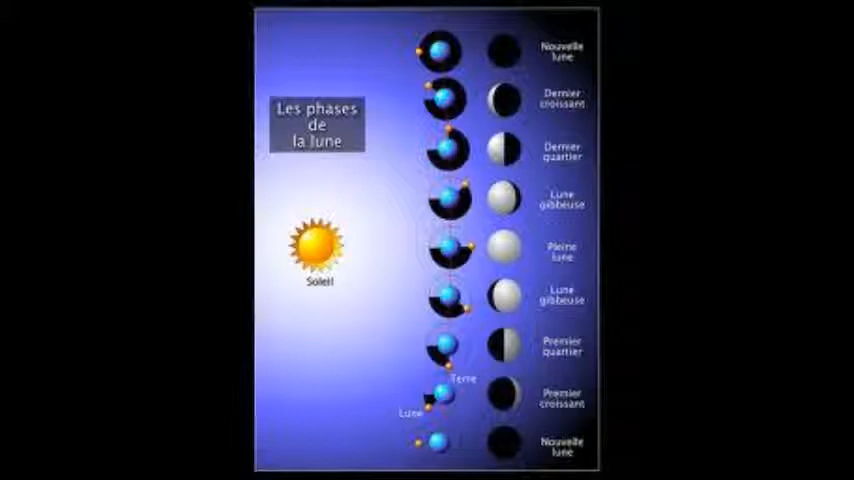 Les phases
de
la lune
Soleil
Nouvelle
lune
Dernier
croissant
Dernier
quartier
Lune
gibbeuse
Pleine
lune
Lune
gibbeuse
Premier
quartier
Terre
Premier
croissant
Lune
Nouvelle
lune